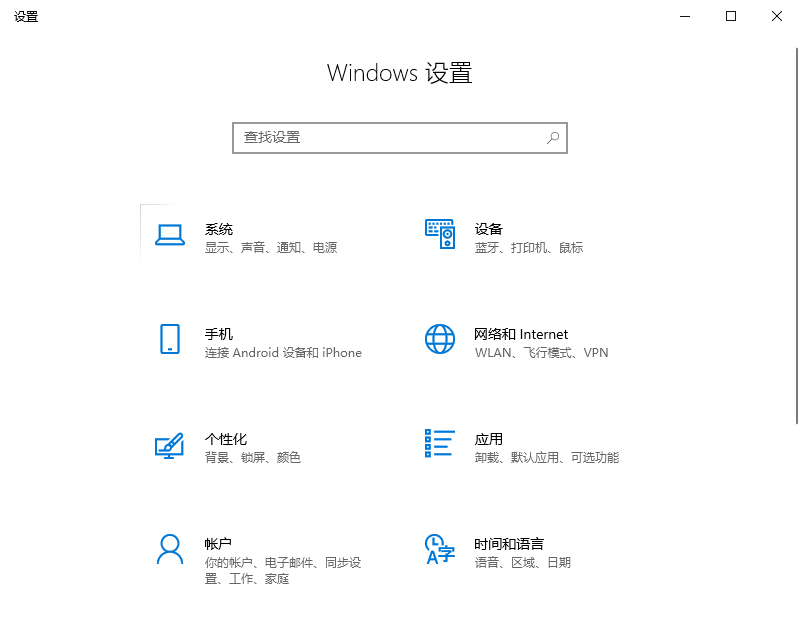 设置
Windows 设置
查找设置
系统
显示、声音、通知、电源
设备
蓝牙、打印机、鼠标
手机
连接 Android 设备和 iPhone
网络和 Internet
WLAN、飞行模式、VPN
个性化
背景、锁屏、颜色
应用
卸载、默认应用、可选功能
帐户
你的帐户、电子邮件、同步设
置、工作、家庭
时间和语言
语音、区域、日期